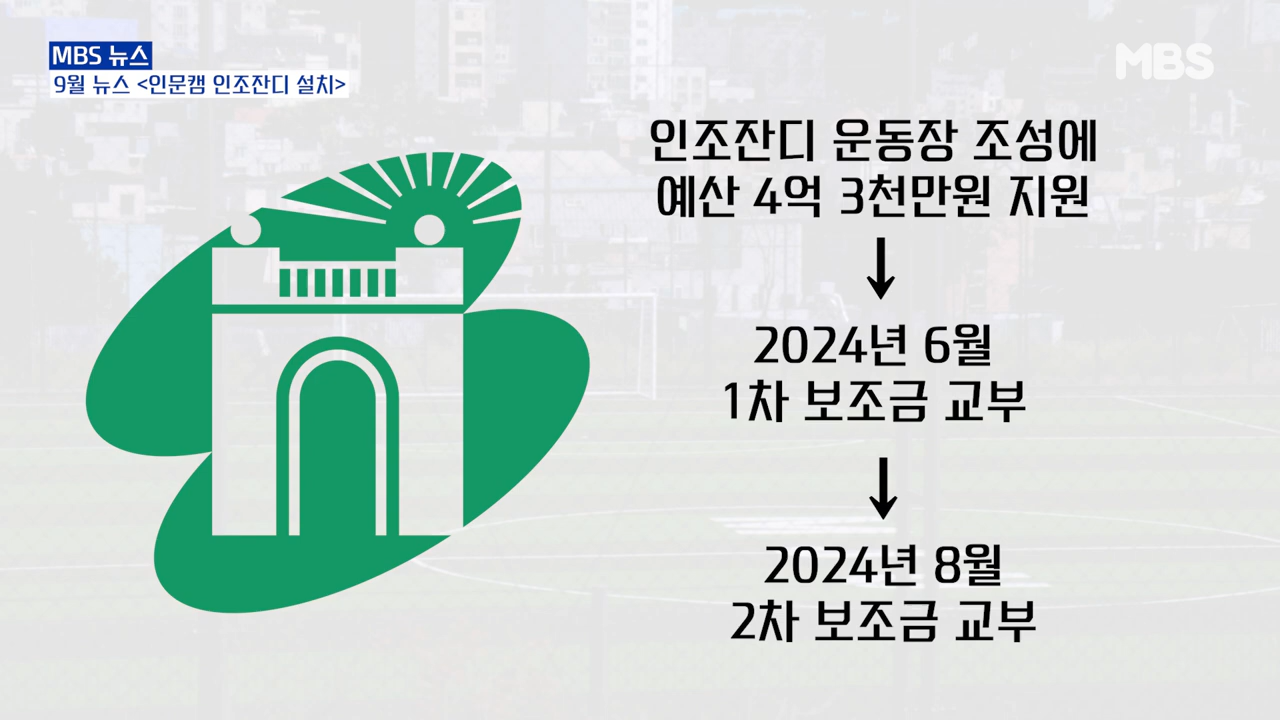 MBS 뉴스
9월 뉴스 <인문캠 인조잔디 설치>
MBS
인조잔디 운동장 조성에
예산 4억 3천만원 지원
↓
2024년 6월
1차 보조금 교부
↓
2024년 8월
2차 보조금 교부